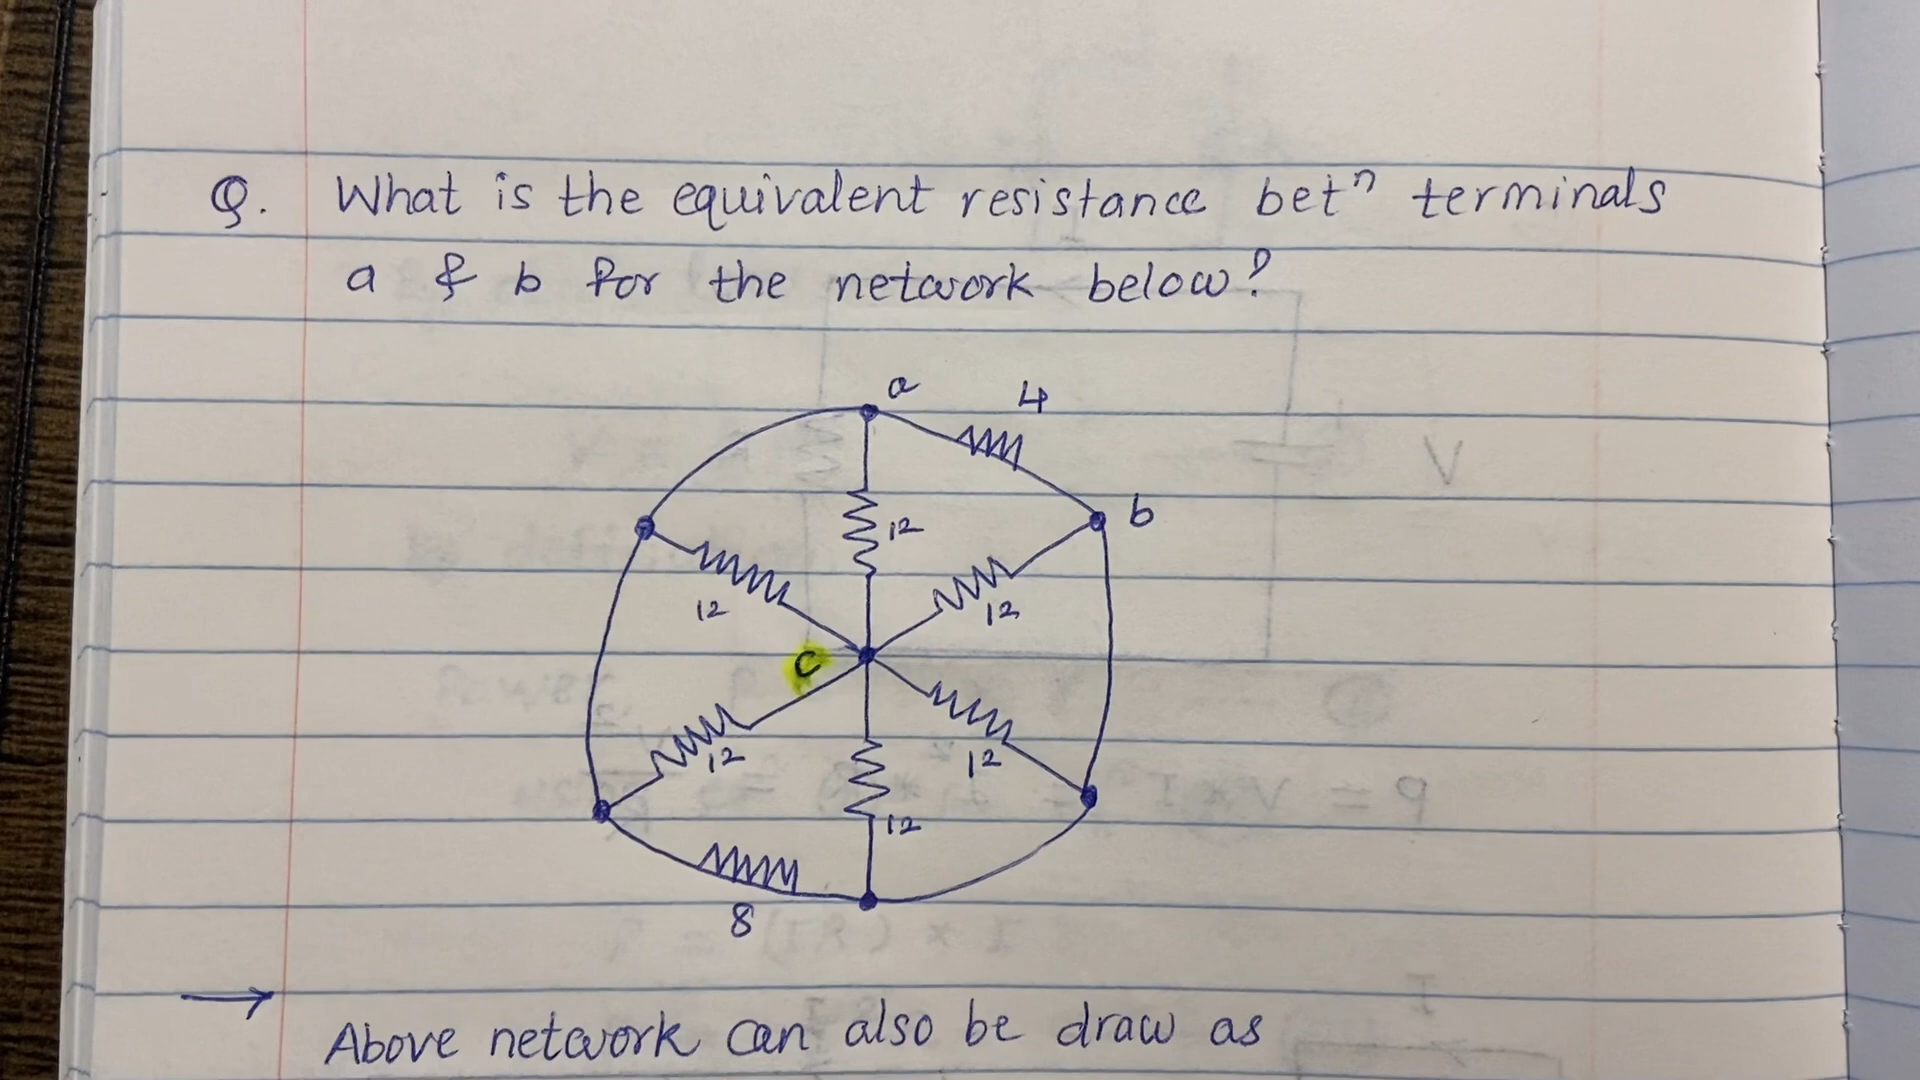 Q. What is the equivalent resistance betⁿ terminals
a & b for the network below?
a
4
b
12
12
12
C
12
12
12
8
→ Above network can also be draw as